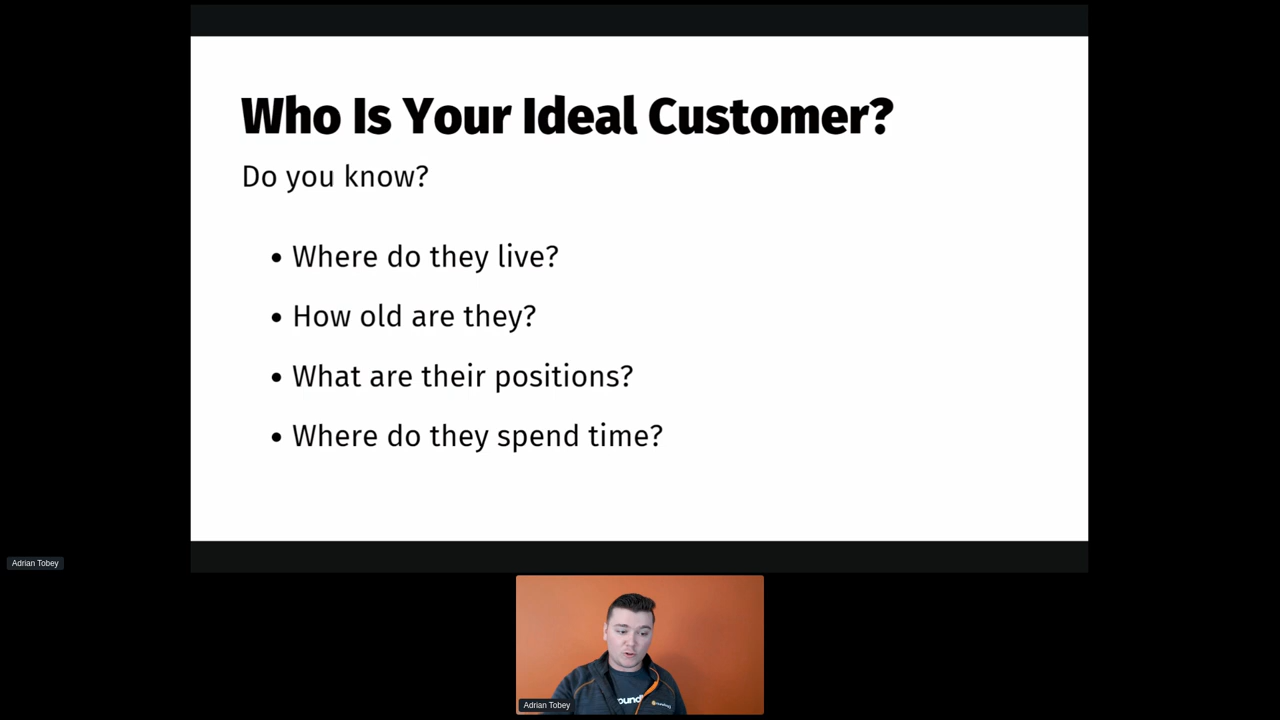 Who Is Your Ideal Customer?
Do you know?
• Where do they live?
• How old are they?
• What are their positions?
• Where do they spend time?
Adrian Tobey
Adrian Tobey